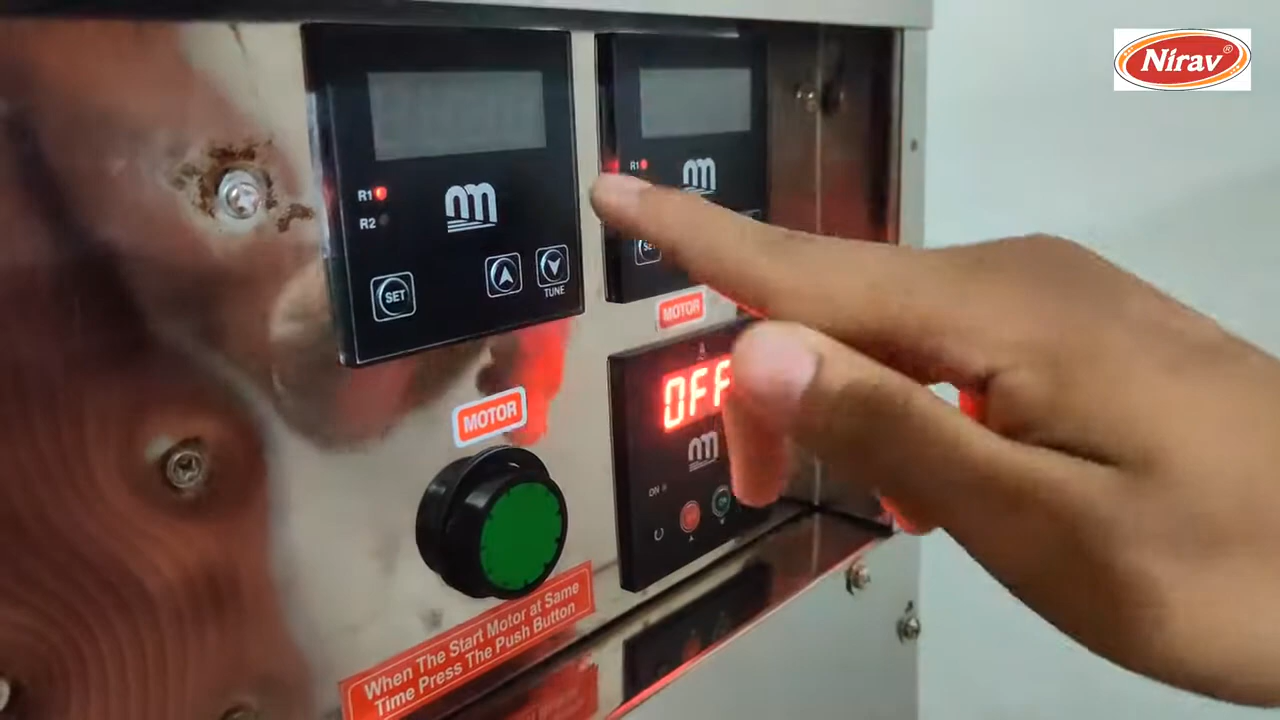 Nirav®
R1
R2
SET
TUNE
R1
SET
MOTOR
OFF
ON
MOTOR
When The Start Motor at Same
Time Press The Push Button